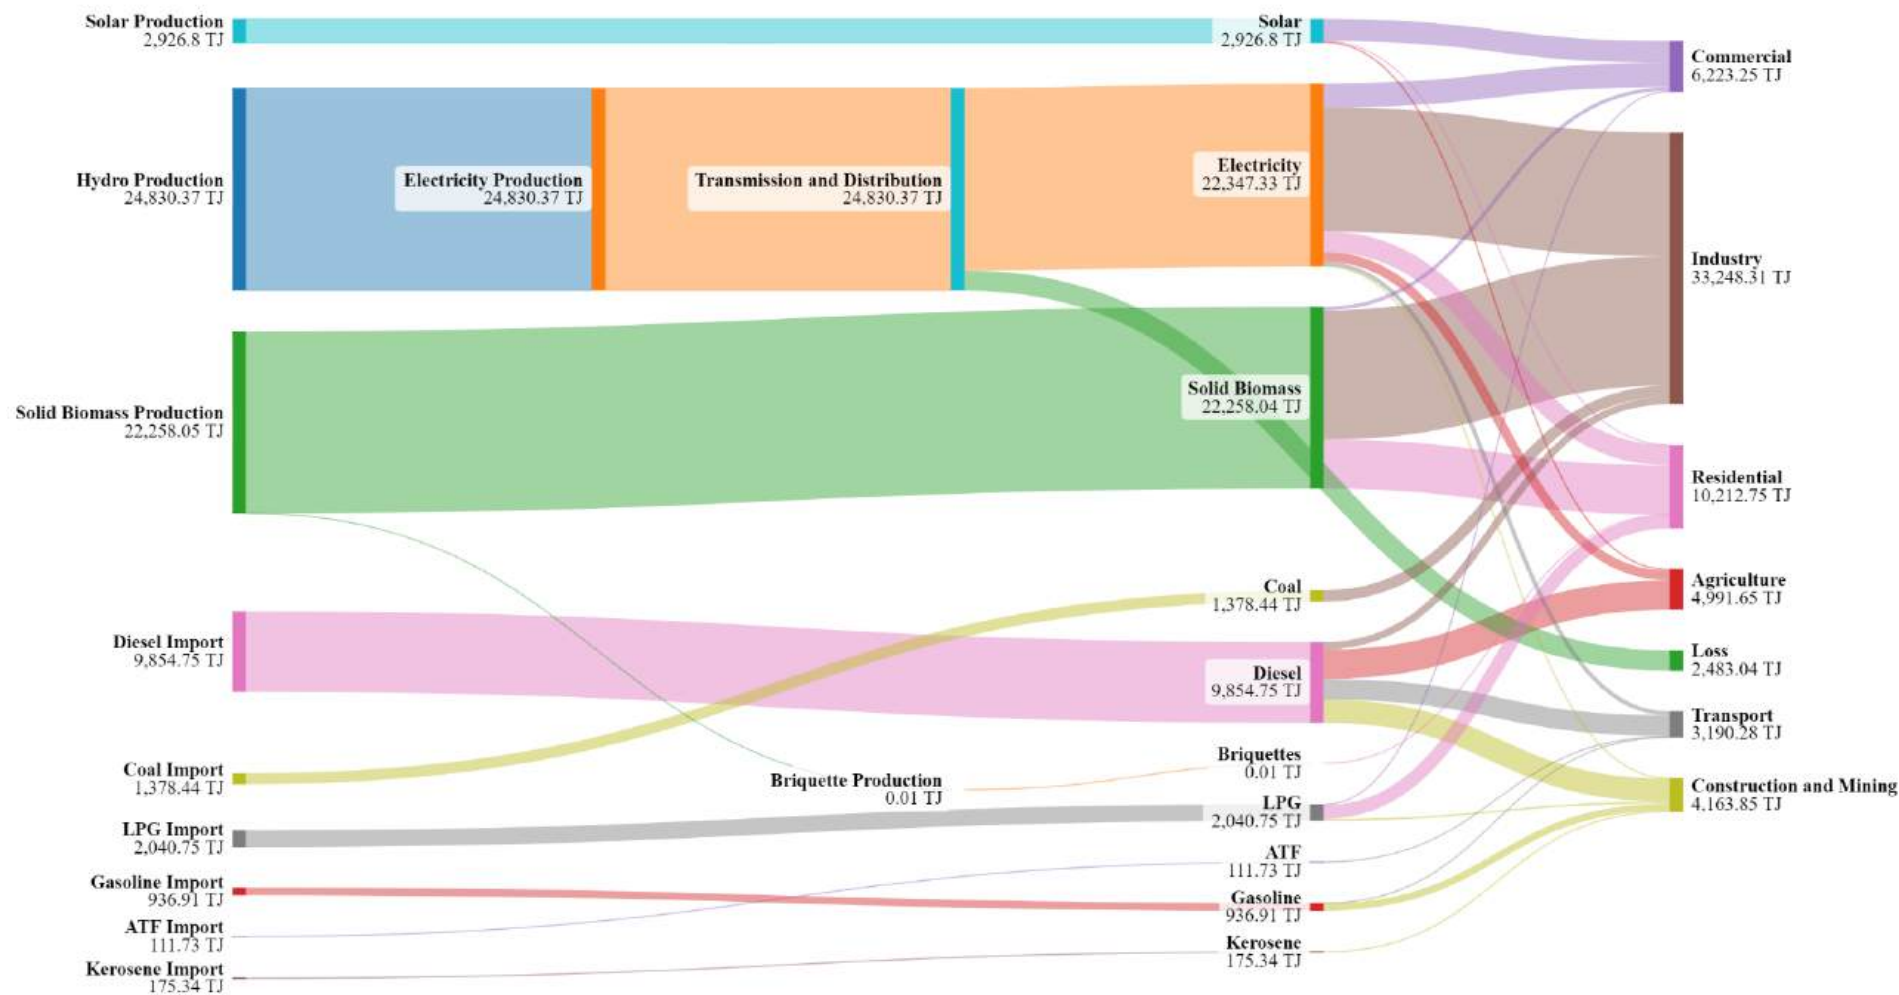 Solar Production
2,926.8 TJ
Hydro Production
24,830.37 TJ
Solid Biomass Production
22,258.05 TJ
Diesel Import
9,854.75 TJ
Coal Import
1,378.44 TJ
LPG Import
2,040.75 TJ
Gasoline Import
936.91 TJ
ATF Import
111.73 TJ
Kerosene Import
175.34 TJ
Electricity Production
24,830.37 TJ
Transmission and Distribution
24,830.37 TJ
Briquette Production
0.01 TJ
Solar
2,926.8 TJ
Electricity
22,347.33 TJ
Solid Biomass
22,258.04 TJ
Coal
1,378.44 TJ
Diesel
9,854.75 TJ
Briquettes
0.01 TJ
LPG
2,040.75 TJ
ATF
111.73 TJ
Gasoline
936.91 TJ
Kerosene
175.34 TJ
Commercial
6,223.25 TJ
Industry
33,248.31 TJ
Residential
10,212.75 TJ
Agriculture
4,991.65 TJ
Loss
2,483.04 TJ
Transport
3,190.28 TJ
Construction and Mining
4,163.85 TJ